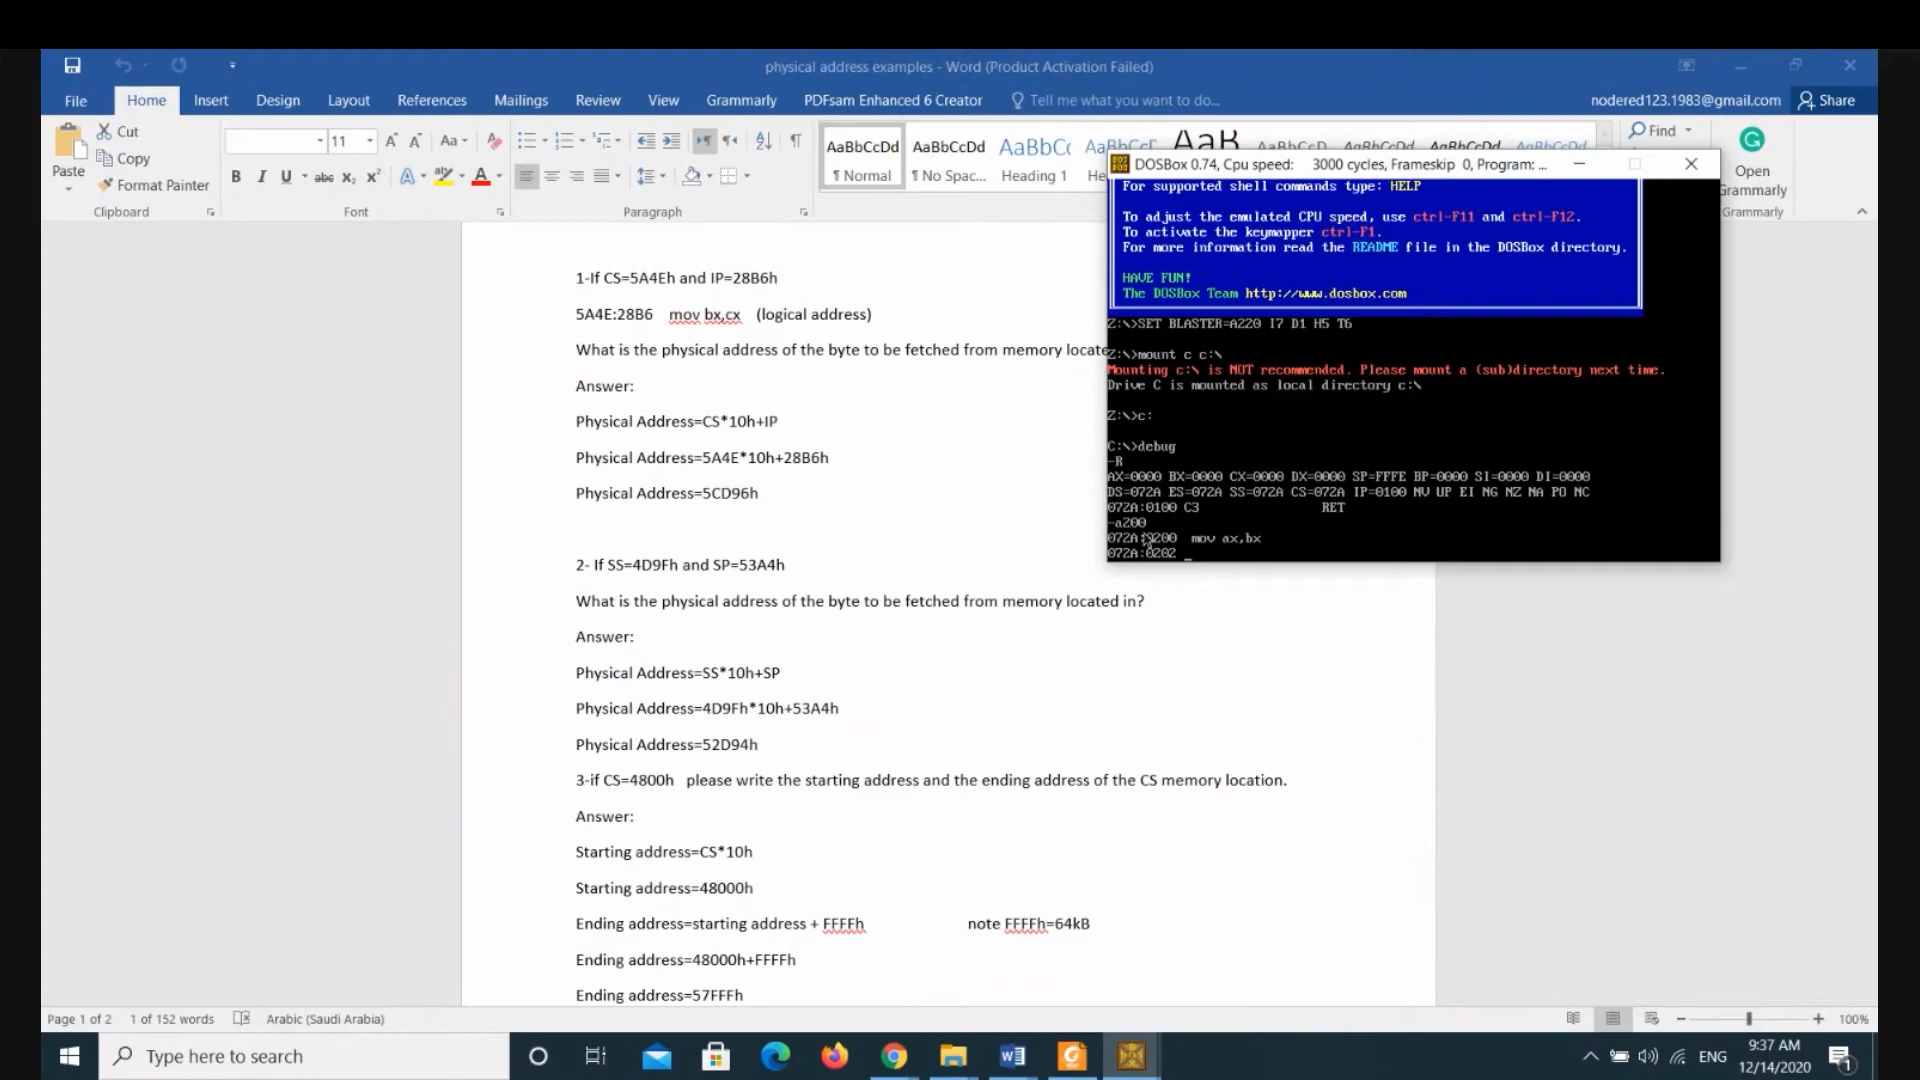 physical address examples - Word (Product Activation Failed)
File Home Insert Design Layout References Mailings Review View Grammarly PDFsam Enhanced 6 Creator Tell me what you want to do... nodered123.1983@gmail.com Share
Paste
Cut
Copy
Format Painter
Clipboard
11
Font
Paragraph
AaBbCcDd
¶ Normal
AaBbCcDd
¶ No Spac...
Heading 1
Find
Open
Grammarly
Grammarly
1-If CS=5A4Eh and IP=28B6h
5A4E:28B6 mov bx,cx (logical address)
What is the physical address of the byte to be fetched from memory
Answer:
Physical Address=CS*10h+IP
Physical Address=5A4E*10h+28B6h
Physical Address=5CD96h
2- If SS=4D9Fh and SP=53A4h
What is the physical address of the byte to be fetched from memory located in?
Answer:
Physical Address=SS*10h+SP
Physical Address=4D9Fh*10h+53A4h
Physical Address=52D94h
3-if CS=4800h please write the starting address and the ending address of the CS memory location.
Answer:
Starting address=CS*10h
Starting address=48000h
Ending address=starting address + FFFFh note FFFFh=64kB
Ending address=48000h+FFFFh
Ending address=57FFFh
DOSBox 0.74, Cpu speed: 3000 cycles, Frameskip 0, Program: ...
For supported shell commands type: HELP
To adjust the emulated CPU speed, use ctrl-F11 and ctrl-F12.
To activate the keymapper ctrl-F1.
For more information read the README file in the DOSBox directory.
HAVE FUN!
The DOSBox Team http://www.dosbox.com
Z:\>SET BLASTER=A220 I7 D1 H5 T6
Z:\>mount c c:\
Mounting c:\ is NOT recommended. Please mount a (sub)directory next time.
Drive C is mounted as local directory c:\
Z:\>c:
C:\>debug
-R
AX=0000 BX=0000 CX=0000 DX=0000 SP=FFFE BP=0000 SI=0000 DI=0000
DS=072A ES=072A SS=072A CS=072A IP=0100 NV UP EI NG NZ NA PO NC
072A:0100 C3 RET
-a200
072A:0200 mov ax,bx
072A:0202 _
Page 1 of 2 1 of 152 words Arabic (Saudi Arabia) 100%
Type here to search
ENG
9:37 AM
12/14/2020
1